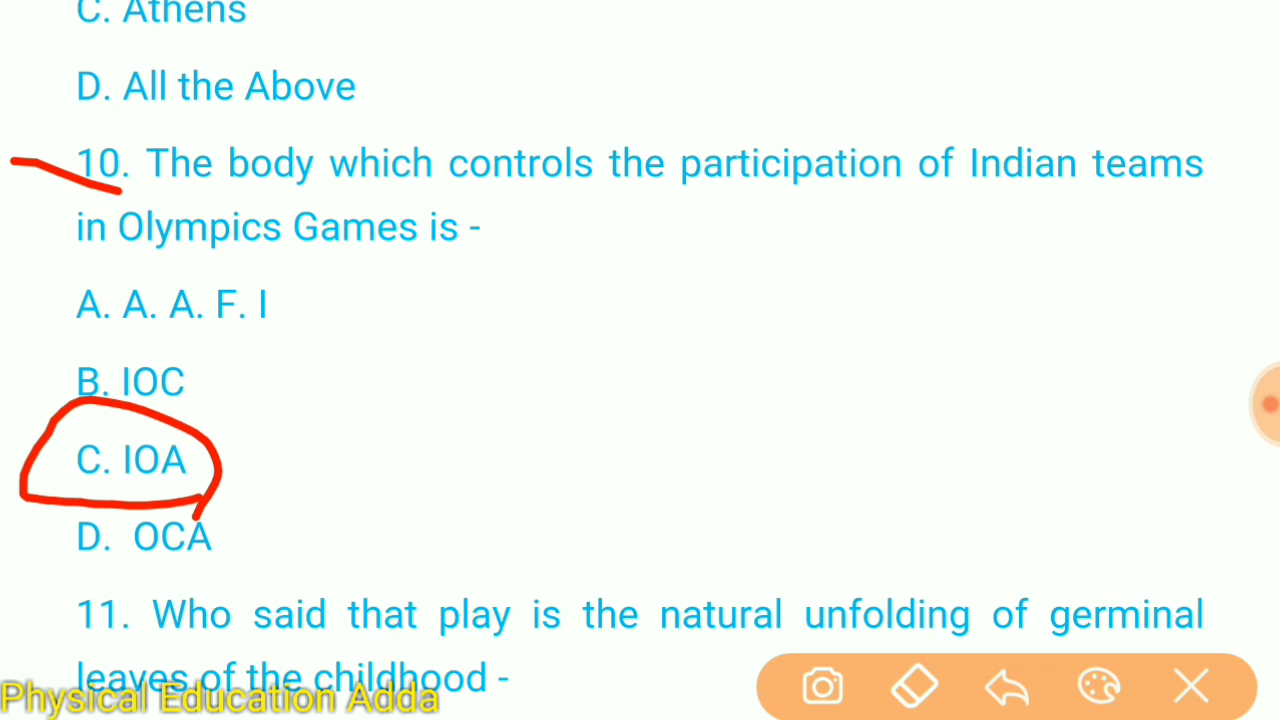 C. Athens
D. All the Above
10. The body which controls the participation of Indian teams
in Olympics Games is -
A. A. A. F. I
B. IOC
C. IOA
D. OCA
11. Who said that play is the natural unfolding of germinal
leaves of the childhood -
Physical Education Adda